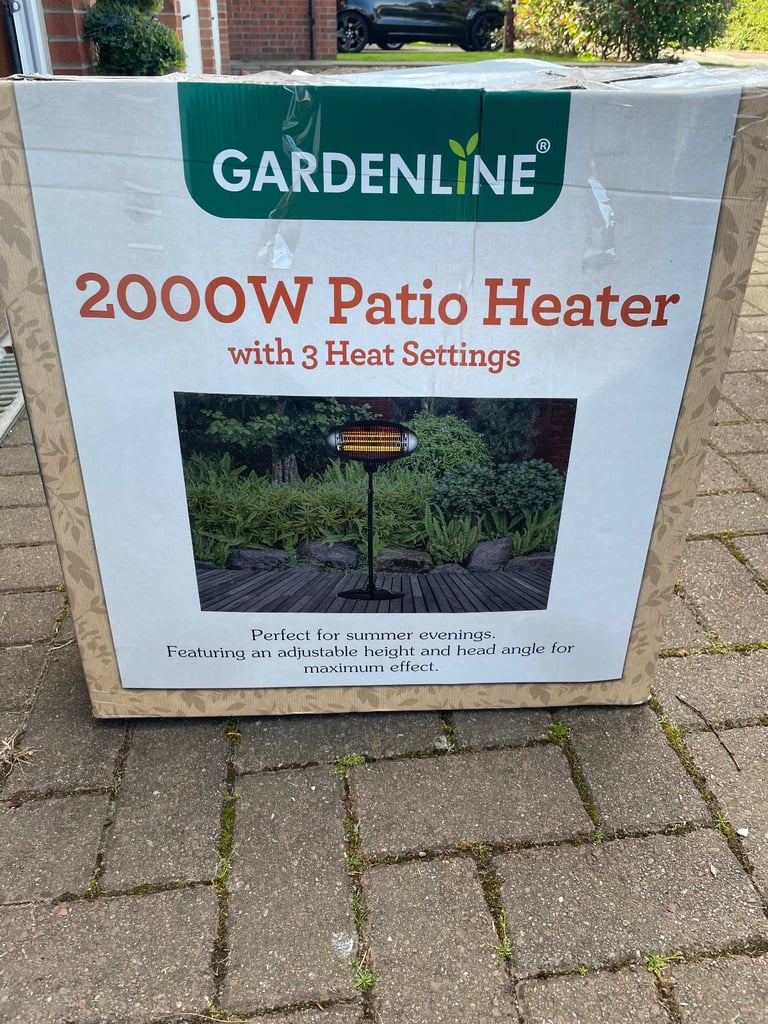 GARDENLINE®
2000W Patio Heater
with 3 Heat Settings
Perfect for summer evenings.
Featuring an adjustable height and head angle for
maximum effect.